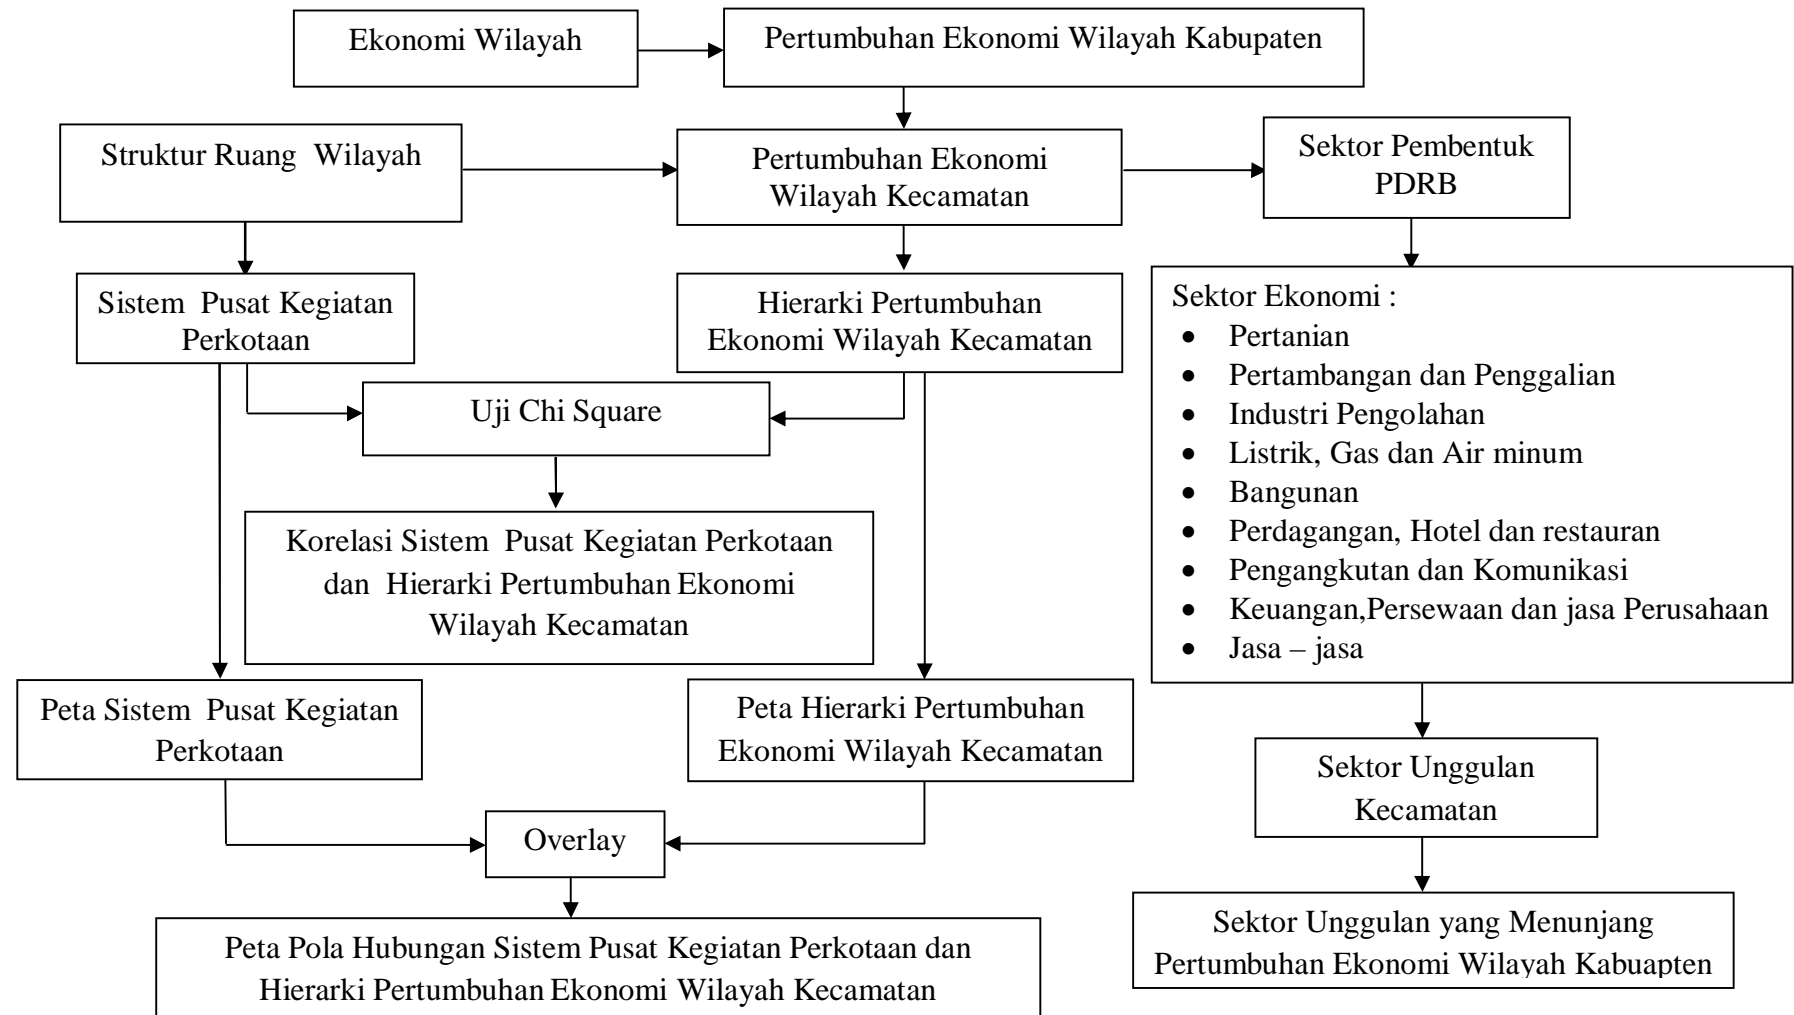 Ekonomi Wilayah
Pertumbuhan Ekonomi Wilayah Kabupaten
Struktur Ruang Wilayah
Pertumbuhan Ekonomi
Wilayah Kecamatan
Sektor Pembentuk
PDRB
Sistem Pusat Kegiatan
Perkotaan
Hierarki Pertumbuhan
Ekonomi Wilayah Kecamatan
Sektor Ekonomi :
• Pertanian
• Pertambangan dan Penggalian
• Industri Pengolahan
• Listrik, Gas dan Air minum
• Bangunan
• Perdagangan, Hotel dan restauran
• Pengangkutan dan Komunikasi
• Keuangan,Persewaan dan jasa Perusahaan
• Jasa – jasa
Uji Chi Square
Korelasi Sistem Pusat Kegiatan Perkotaan
dan Hierarki Pertumbuhan Ekonomi
Wilayah Kecamatan
Peta Sistem Pusat Kegiatan
Perkotaan
Peta Hierarki Pertumbuhan
Ekonomi Wilayah Kecamatan
Sektor Unggulan
Kecamatan
Overlay
Sektor Unggulan yang Menunjang
Pertumbuhan Ekonomi Wilayah Kabuapten
Peta Pola Hubungan Sistem Pusat Kegiatan Perkotaan dan
Hierarki Pertumbuhan Ekonomi Wilayah Kecamatan